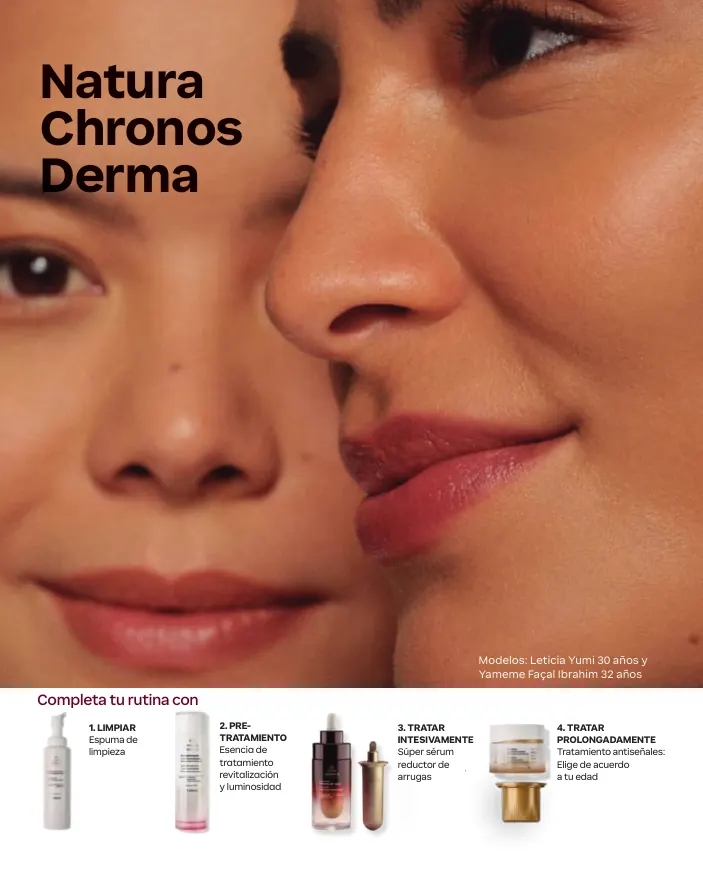 Natura
Chronos
Derma
Modelos: Leticia Yumi 30 años y
Yameme Façal Ibrahim 32 años
Completa tu rutina con
1. LIMPIAR
Espuma de
limpieza
2. PRE-
TRATAMIENTO
Esencia de
tratamiento
revitalización
y luminosidad
3. TRATAR
INTESIVAMENTE
Súper sérum
reductor de
arrugas
4. TRATAR
PROLONGADAMENTE
Tratamiento antiseñales:
Elige de acuerdo
a tu edad